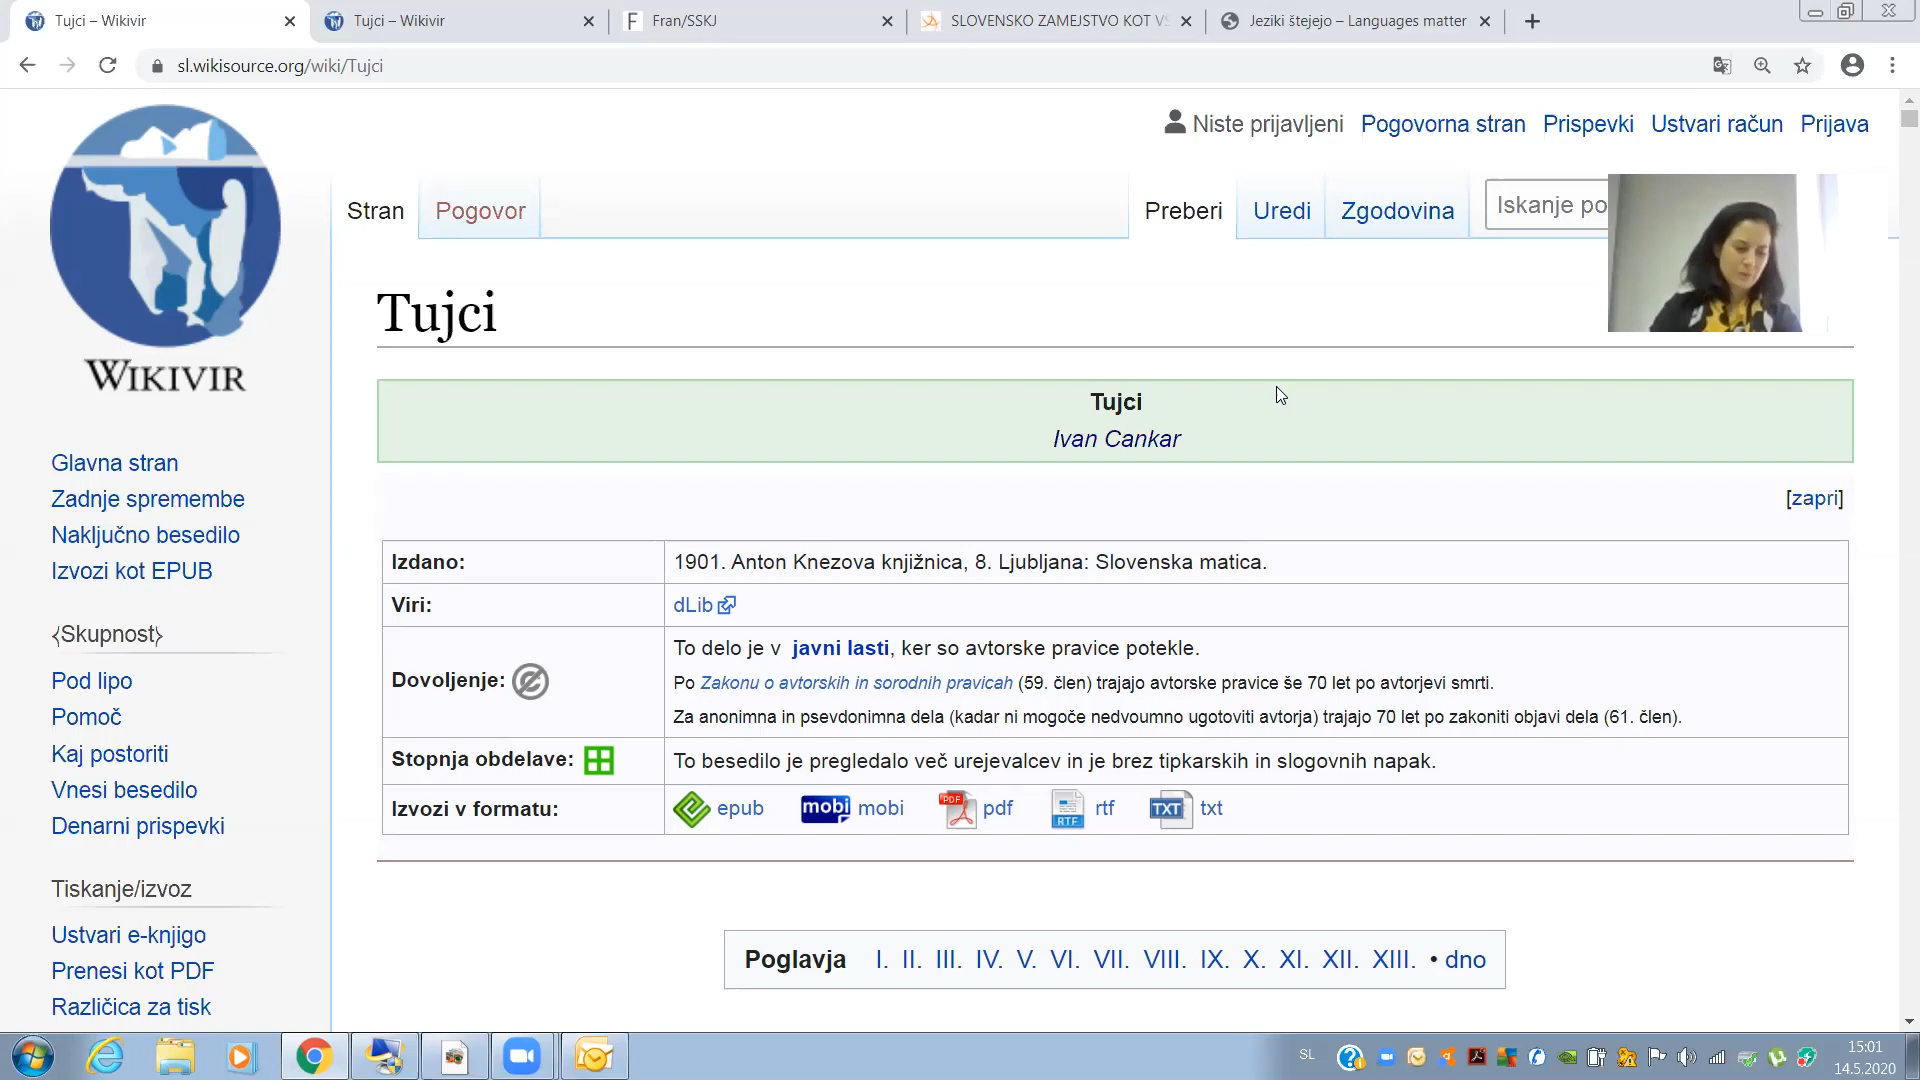 Tujci – Wikivir
Tujci – Wikivir
Fran/SSKJ
SLOVENSKO ZAMEJSTVO KOT VS
Jeziki štejejo – Languages matter
sl.wikisource.org/wiki/Tujci
Niste prijavljeni Pogovorna stran Prispevki Ustvari račun Prijava
Stran Pogovor Preberi Uredi Zgodovina Iskanje po
WIKIVIR
Tujci
Tujci
Ivan Cankar
[zapri]
Izdano: 1901. Anton Knezova knjižnica, 8. Ljubljana: Slovenska matica.
Viri: dLib
Dovoljenje: To delo je v javni lasti, ker so avtorske pravice potekle.
Po Zakonu o avtorskih in sorodnih pravicah (59. člen) trajajo avtorske pravice še 70 let po avtorjevi smrti.
Za anonimna in psevdonimna dela (kadar ni mogoče nedvoumno ugotoviti avtorja) trajajo 70 let po zakoniti objavi dela (61. člen).
Stopnja obdelave: To besedilo je pregledalo več urejevalcev in je brez tipkarskih in slogovnih napak.
Izvozi v formatu: epub mobi mobi PDF pdf RTF rtf TXT txt
Poglavja I. II. III. IV. V. VI. VII. VIII. IX. X. XI. XII. XIII. • dno
Glavna stran
Zadnje spremembe
Naključno besedilo
Izvozi kot EPUB
⧼Skupnost⧽
Pod lipo
Pomoč
Kaj postoriti
Vnesi besedilo
Denarni prispevki
Tiskanje/izvoz
Ustvari e-knjigo
Prenesi kot PDF
Različica za tisk
SL
15:01
14.5.2020